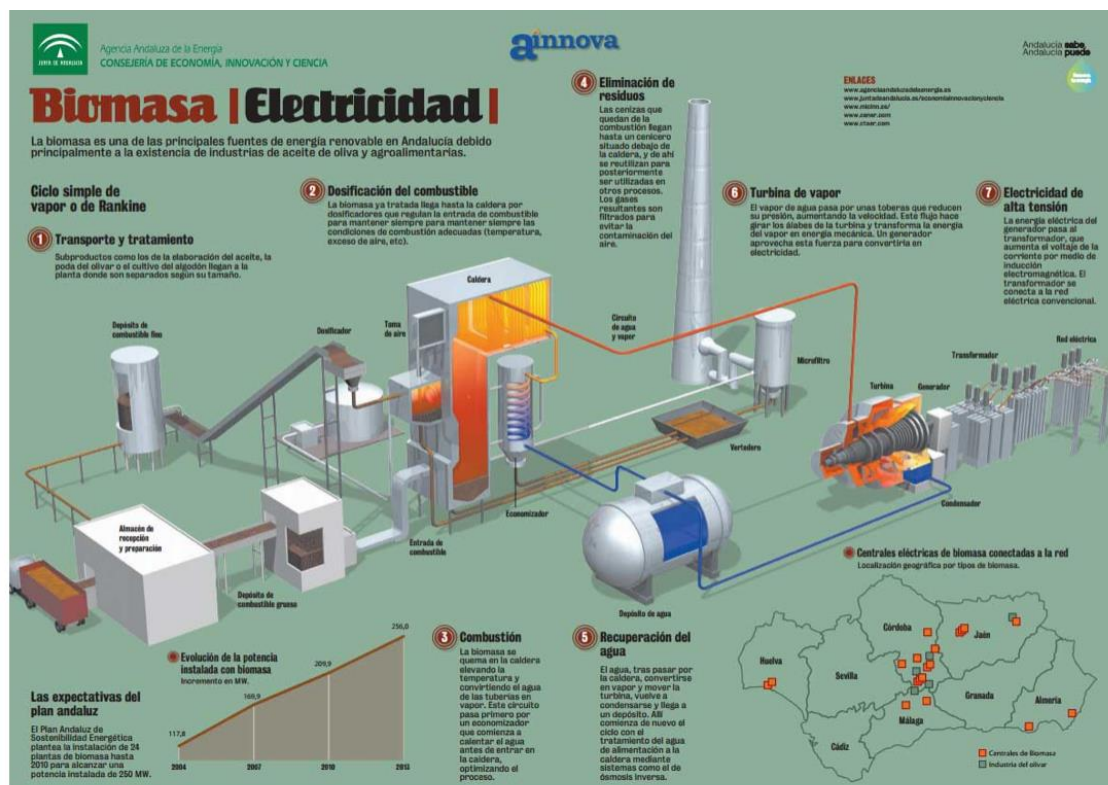 JUNTA DE ANDALUCIA
Agencia Andaluza de la Energía
CONSEJERÍA DE ECONOMÍA, INNOVACIÓN Y CIENCIA
ainnova
Andalucía sabe
Andalucía puede
Biomasa | Electricidad |
La biomasa es una de las principales fuentes de energía renovable en Andalucía debido
principalmente a la existencia de industrias de aceite de oliva y agroalimentarias.
ENLACES
www.agenciaandaluzadelaenergia.es
www.juntadeandalucia.es/economiainnovacionyciencia
www.micinn.es/
www.cener.com
www.ctaer.com
Ciclo simple de
vapor o de Rankine
1 Transporte y tratamiento
Subproductos como los de la elaboración del aceite, la
poda del olivar o el cultivo del algodón llegan a la
planta donde son separados según su tamaño.
2 Dosificación del combustible
La biomasa ya tratada llega hasta la caldera por
dosificadores que regulan la entrada de combustible
para mantener siempre para mantener siempre las
condiciones de combustión adecuadas (temperatura,
exceso de aire, etc).
4 Eliminación de
residuos
Las cenizas que
quedan de la
combustión llegan
hasta un cenicero
situado debajo de
la caldera, y de ahí
se reutilizan para
posteriormente
ser utilizadas en
otros procesos.
Los gases
resultantes son
filtrados para
evitar la
contaminación del
aire.
6 Turbina de vapor
El vapor de agua pasa por unas toberas que reducen
su presión, aumentando la velocidad. Este flujo hace
girar los álabes de la turbina y transforma la energía
del vapor en energía mecánica. Un generador
aprovecha esta fuerza para convertirla en
electricidad.
7 Electricidad de
alta tensión
La energía eléctrica del
generador pasa al
transformador, que
aumenta el voltaje de la
corriente por medio de
inducción
electromagnética. El
transformador se
conecta a la red
eléctrica convencional.
Depósito de
combustible fino
Dosificador
Toma
de aire
Caldera
Circuito
de agua
y vapor
Microfiltro
Turbina
Generador
Transformador
Red eléctrica
Vertedero
Condensador
Economizador
Entrada de
combustible
Depósito de agua
Almacén de
recepción
y preparación
Depósito de
combustible grueso
Las expectativas del
plan andaluz
El Plan Andaluz de
Sostenibilidad Energética
plantea la instalación de 24
plantas de biomasa hasta
2010 para alcanzar una
potencia instalada de 250 MW.
Evolución de la potencia
instalada con biomasa
Incremento en MW.
117,8
169,9
209,9
256,0
2004
2007
2010
2013
3 Combustión
La biomasa se
quema en la caldera
elevando la
temperatura y
convirtiendo el agua
de las tuberías en
vapor. Este circuito
pasa primero por
un economizador
que comienza a
calentar el agua
antes de entrar en
la caldera,
optimizando el
proceso.
5 Recuperación del
agua
El agua, tras pasar por
la caldera, convertirse
en vapor y mover la
turbina, vuelve a
condensarse y llega a
un depósito. Allí
comienza de nuevo el
ciclo con el
tratamiento del agua
de alimentación a la
caldera mediante
sistemas como el de
ósmosis inversa.
Centrales eléctricas de biomasa conectadas a la red
Localización geográfica por tipos de biomasa.
Huelva
Sevilla
Córdoba
Jaén
Granada
Almería
Málaga
Cádiz
Centrales de Biomasa
Industria del olivar